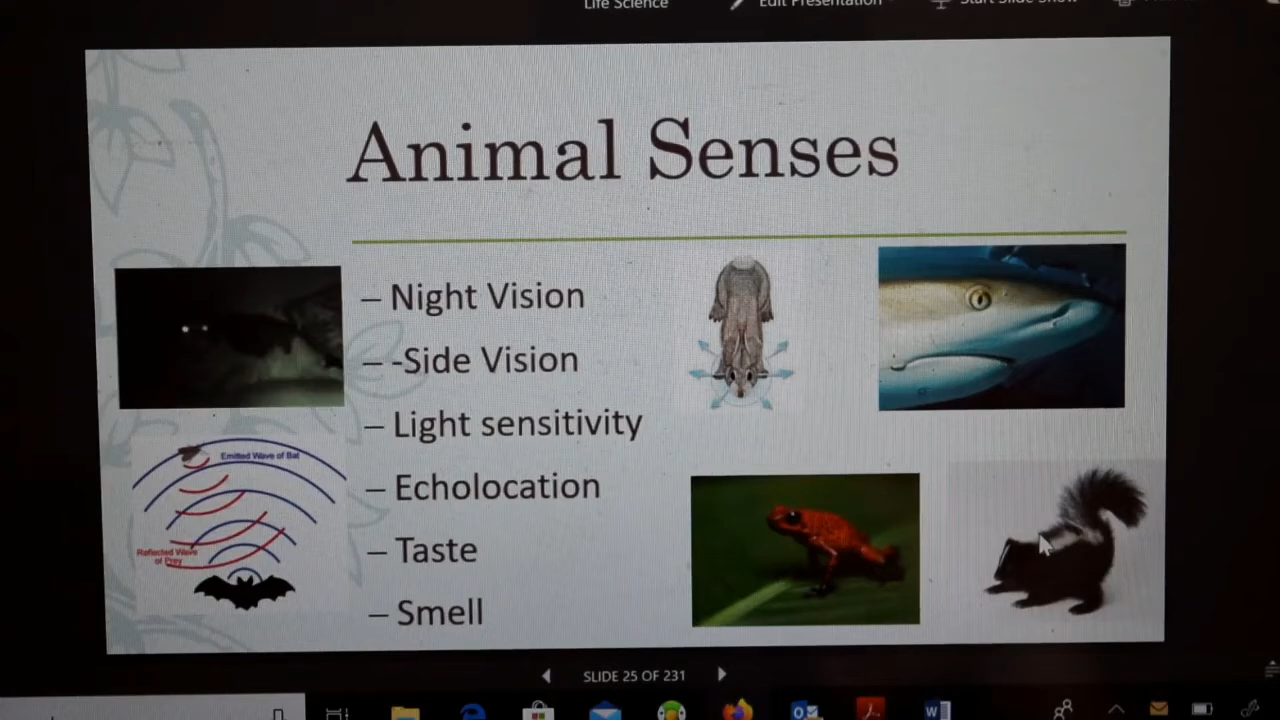 Life Science
Edit Presentation
Start Slide Show
Animal Senses
– Night Vision
– -Side Vision
– Light sensitivity
– Echolocation
– Taste
– Smell
Emitted Wave of Bat
Reflected Wave
of Prey
SLIDE 25 OF 231